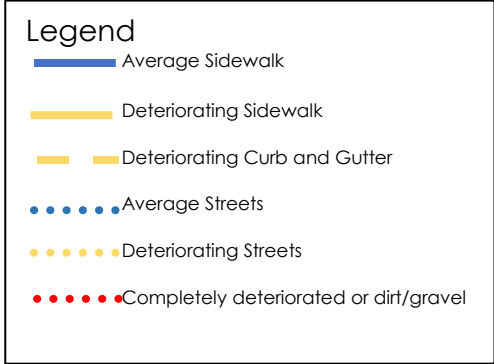 Legend
Average Sidewalk
Deteriorating Sidewalk
Deteriorating Curb and Gutter
Average Streets
Deteriorating Streets
Completely deteriorated or dirt/gravel